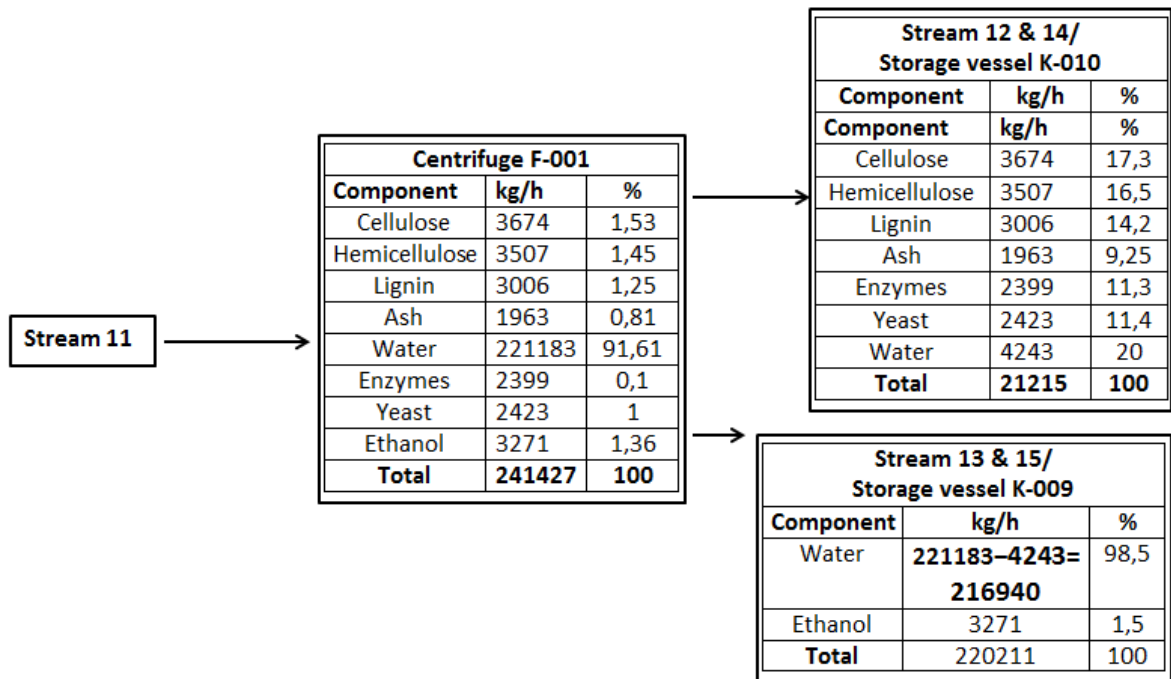 Stream 11
Centrifuge F-001
Component kg/h %
Cellulose 3674 1,53
Hemicellulose 3507 1,45
Lignin 3006 1,25
Ash 1963 0,81
Water 221183 91,61
Enzymes 2399 0,1
Yeast 2423 1
Ethanol 3271 1,36
Total 241427 100
Stream 12 & 14/
Storage vessel K-010
Component kg/h %
Component kg/h %
Cellulose 3674 17,3
Hemicellulose 3507 16,5
Lignin 3006 14,2
Ash 1963 9,25
Enzymes 2399 11,3
Yeast 2423 11,4
Water 4243 20
Total 21215 100
Stream 13 & 15/
Storage vessel K-009
Component kg/h %
Water 221183–4243= 98,5
216940
Ethanol 3271 1,5
Total 220211 100